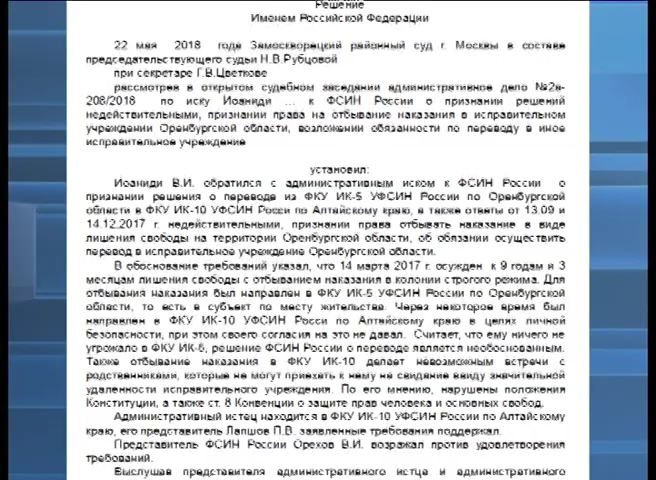 Решение
Именем Российской Федерации
22 мая 2018 года Замоскворецкий районный суд г. Москвы в составе
председательствующего судьи Н.В.Рубцовой
при секретаре Г.В.Цветкове
рассмотрев в открытом судебном заседании административное дело №2а-
208/2018 по иску Иоаниди ... к ФСИН России о признании решений
недействительными, признании права на отбывание наказания в исправительном
учреждении Оренбургской области, возложении обязанности по переводу в иное
исправительное учреждение
установил:
Иоаниди В.И. обратился с административным иском к ФСИН России о
признании решения о переводе из ФКУ ИК-5 УФСИН России по Оренбургской
области в ФКУ ИК-10 УФСИН Росси по Алтайскому краю, а также ответы от 13.09 и
14.12.2017 г. недействительными, признании права отбывать наказание в виде
лишения свободы на территории Оренбургской области, об обязании осуществить
перевод в исправительное учреждение Оренбургской области.
В обоснование требований указал, что 14 марта 2017 г. осужден к 9 годам и 3
месяцам лишения свободы с отбыванием наказания в колонии строгого режима. Для
отбывания наказания был направлен в ФКУ ИК-5 УФСИН России по Оренбургской
области, то есть в субъект по месту жительства. Через некоторое время был
направлен в ФКУ ИК-10 УФСИН Росси по Алтайскому краю в целях личной
безопасности, при этом своего согласия на это не давал. Считает, что ему ничего не
угрожало в ФКУ ИК-5, решение ФСИН России о переводе является необоснованным.
Также отбывание наказания в ФКУ ИК-10 делает невозможным встречи с
родственниками, которые не могут приехать к нему на свидание ввиду значительной
удаленности исправительного учреждения. По его мнению, нарушены положения
Конституции, а также ст. 8 Конвенции о защите прав человека и основных свобод.
Административный истец находится в ФКУ ИК-10 УФСИН России по Алтайскому
краю, его представитель Лапшов П.В. заявленные требования поддержал.
Представитель ФСИН России Орехов В.И. возражал против удовлетворения
требований.
Выслушав представителя административного истца и административного